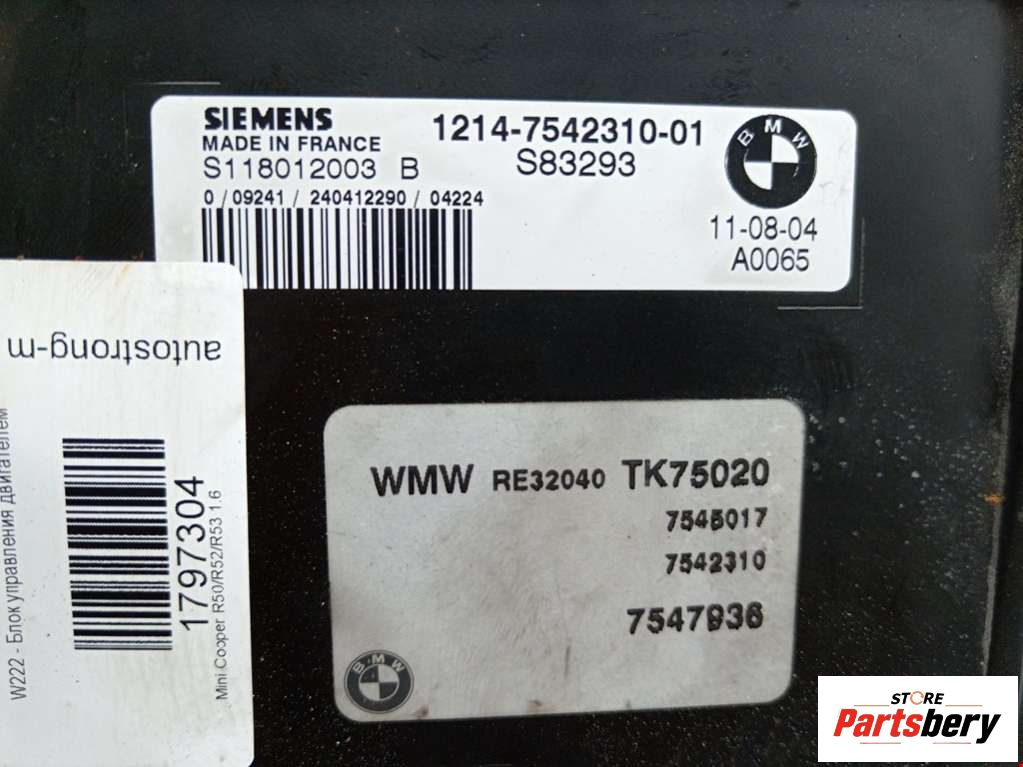 SIEMENS
MADE IN FRANCE
S118012003 B
0 / 09241 / 240412290 / 04224
1214-7542310-01
S83293
BMW
11-08-04
A0065
autostrong-m
1797304
W222 - Блок управления двигателем
Mini Cooper R50/R52/R53 1.6
WMW RE32040 TK75020
7545017
7542310
7547936
BMW
STORE
Partsbery